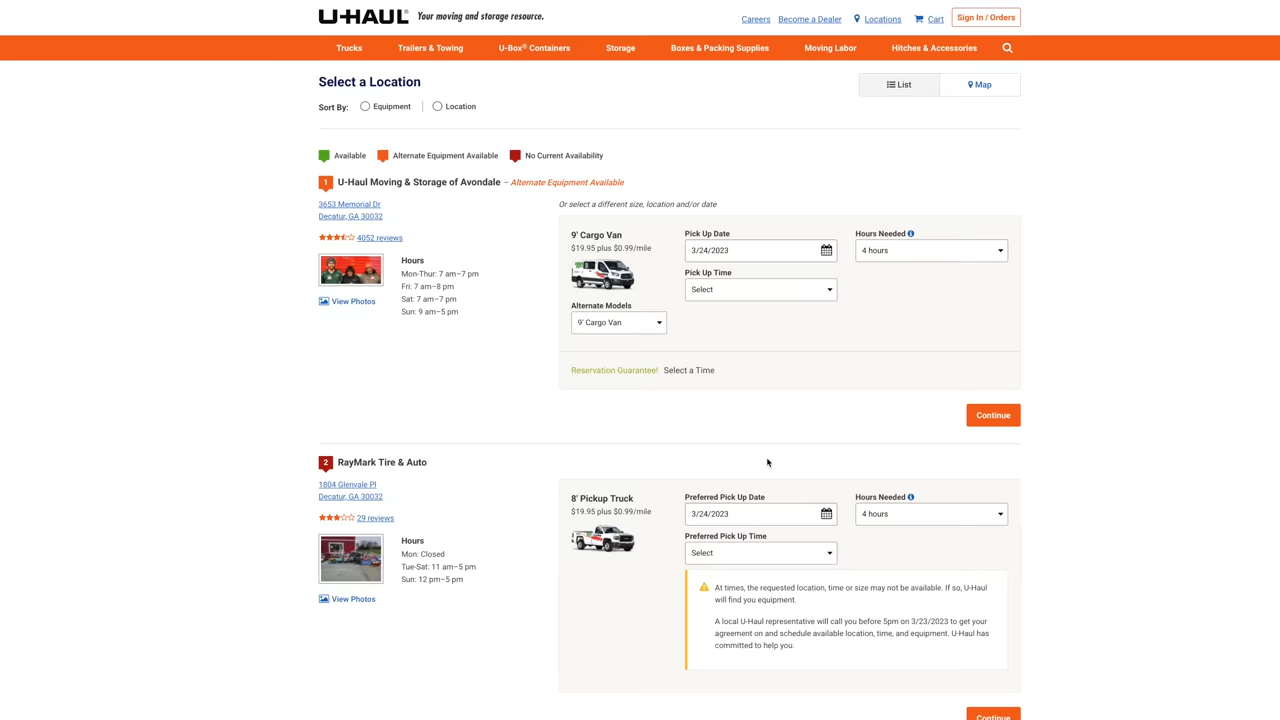 U-HAUL® Your moving and storage resource.
Careers Become a Dealer Locations Cart Sign In / Orders
Trucks Trailers & Towing U-Box® Containers Storage Boxes & Packing Supplies Moving Labor Hitches & Accessories
Select a Location
List Map
Sort By: Equipment Location
Available Alternate Equipment Available No Current Availability
1 U-Haul Moving & Storage of Avondale – Alternate Equipment Available
3653 Memorial Dr
Decatur, GA 30032
4052 reviews
Hours
Mon-Thur: 7 am–7 pm
Fri: 7 am–8 pm
Sat: 7 am–7 pm
Sun: 9 am–5 pm
View Photos
Or select a different size, location and/or date
9' Cargo Van
$19.95 plus $0.99/mile
Alternate Models
9' Cargo Van
Pick Up Date
3/24/2023
Pick Up Time
Select
Hours Needed
4 hours
Reservation Guarantee! Select a Time
Continue
2 RayMark Tire & Auto
1804 Glenvale Pl
Decatur, GA 30032
29 reviews
Hours
Mon: Closed
Tue-Sat: 11 am–5 pm
Sun: 12 pm–5 pm
View Photos
8' Pickup Truck
$19.95 plus $0.99/mile
Preferred Pick Up Date
3/24/2023
Preferred Pick Up Time
Select
Hours Needed
4 hours
At times, the requested location, time or size may not be available. If so, U-Haul
will find you equipment.
A local U-Haul representative will call you before 5pm on 3/23/2023 to get your
agreement on and schedule available location, time, and equipment. U-Haul has
committed to help you.
Continue